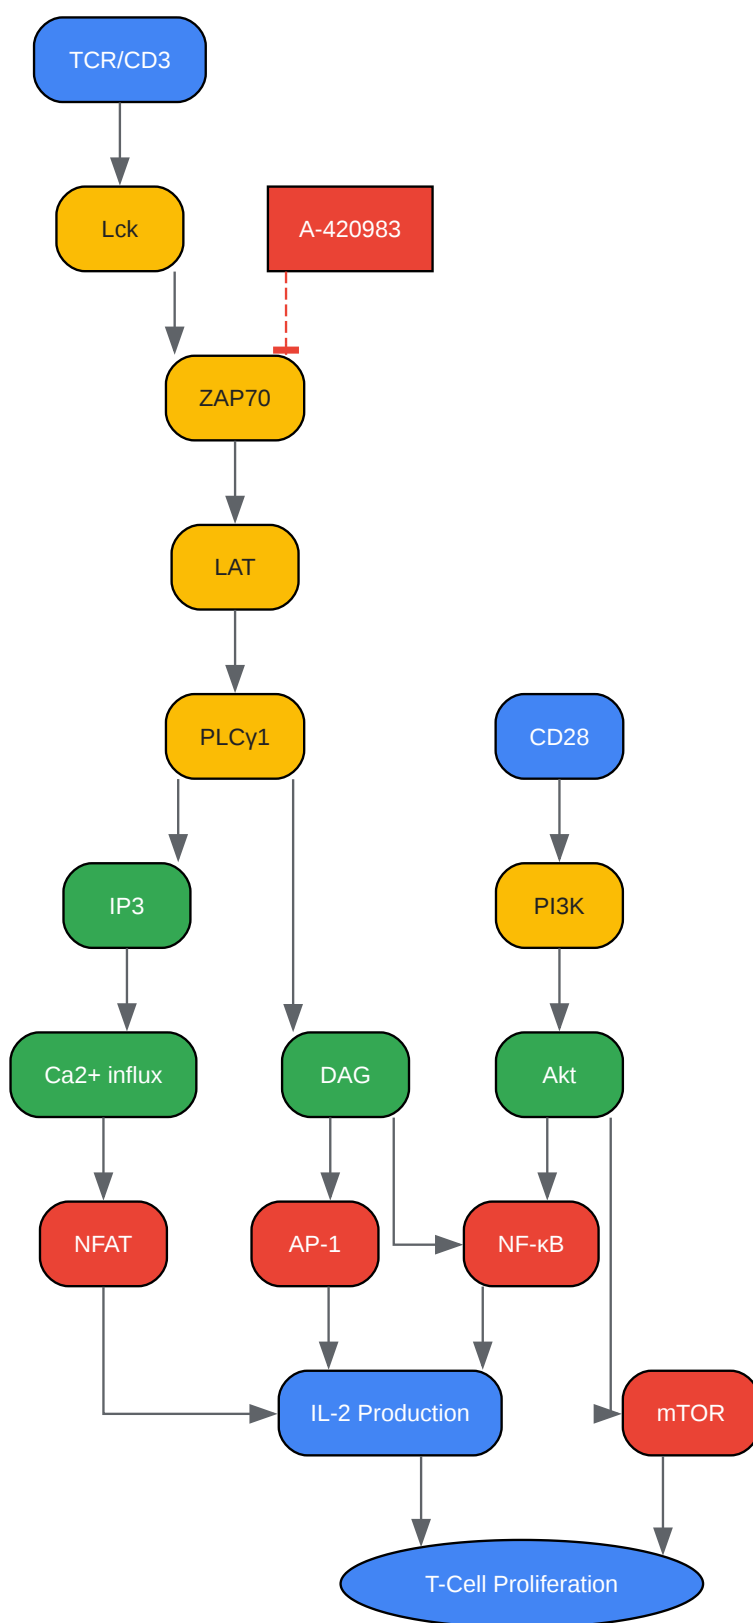 TCR/CD3
Lck
A-420983
ZAP70
LAT
PLCγ1
CD28
IP3
PI3K
Ca2+ influx
DAG
Akt
NFAT
AP-1
NF-κB
IL-2 Production
mTOR
T-Cell Proliferation